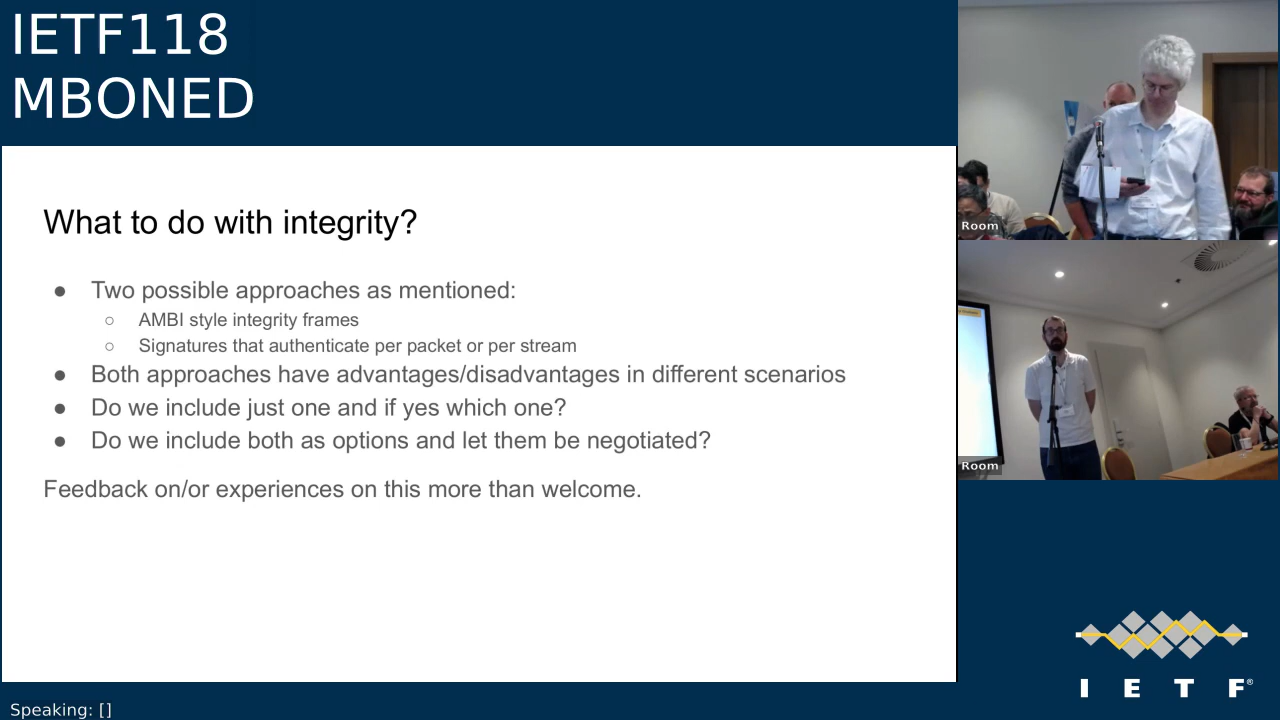 IETF118
MBONED
What to do with integrity?
● Two possible approaches as mentioned:
○ AMBI style integrity frames
○ Signatures that authenticate per packet or per stream
● Both approaches have advantages/disadvantages in different scenarios
● Do we include just one and if yes which one?
● Do we include both as options and let them be negotiated?
Feedback on/or experiences on this more than welcome.
Room
Room
I E T F®
Speaking: []